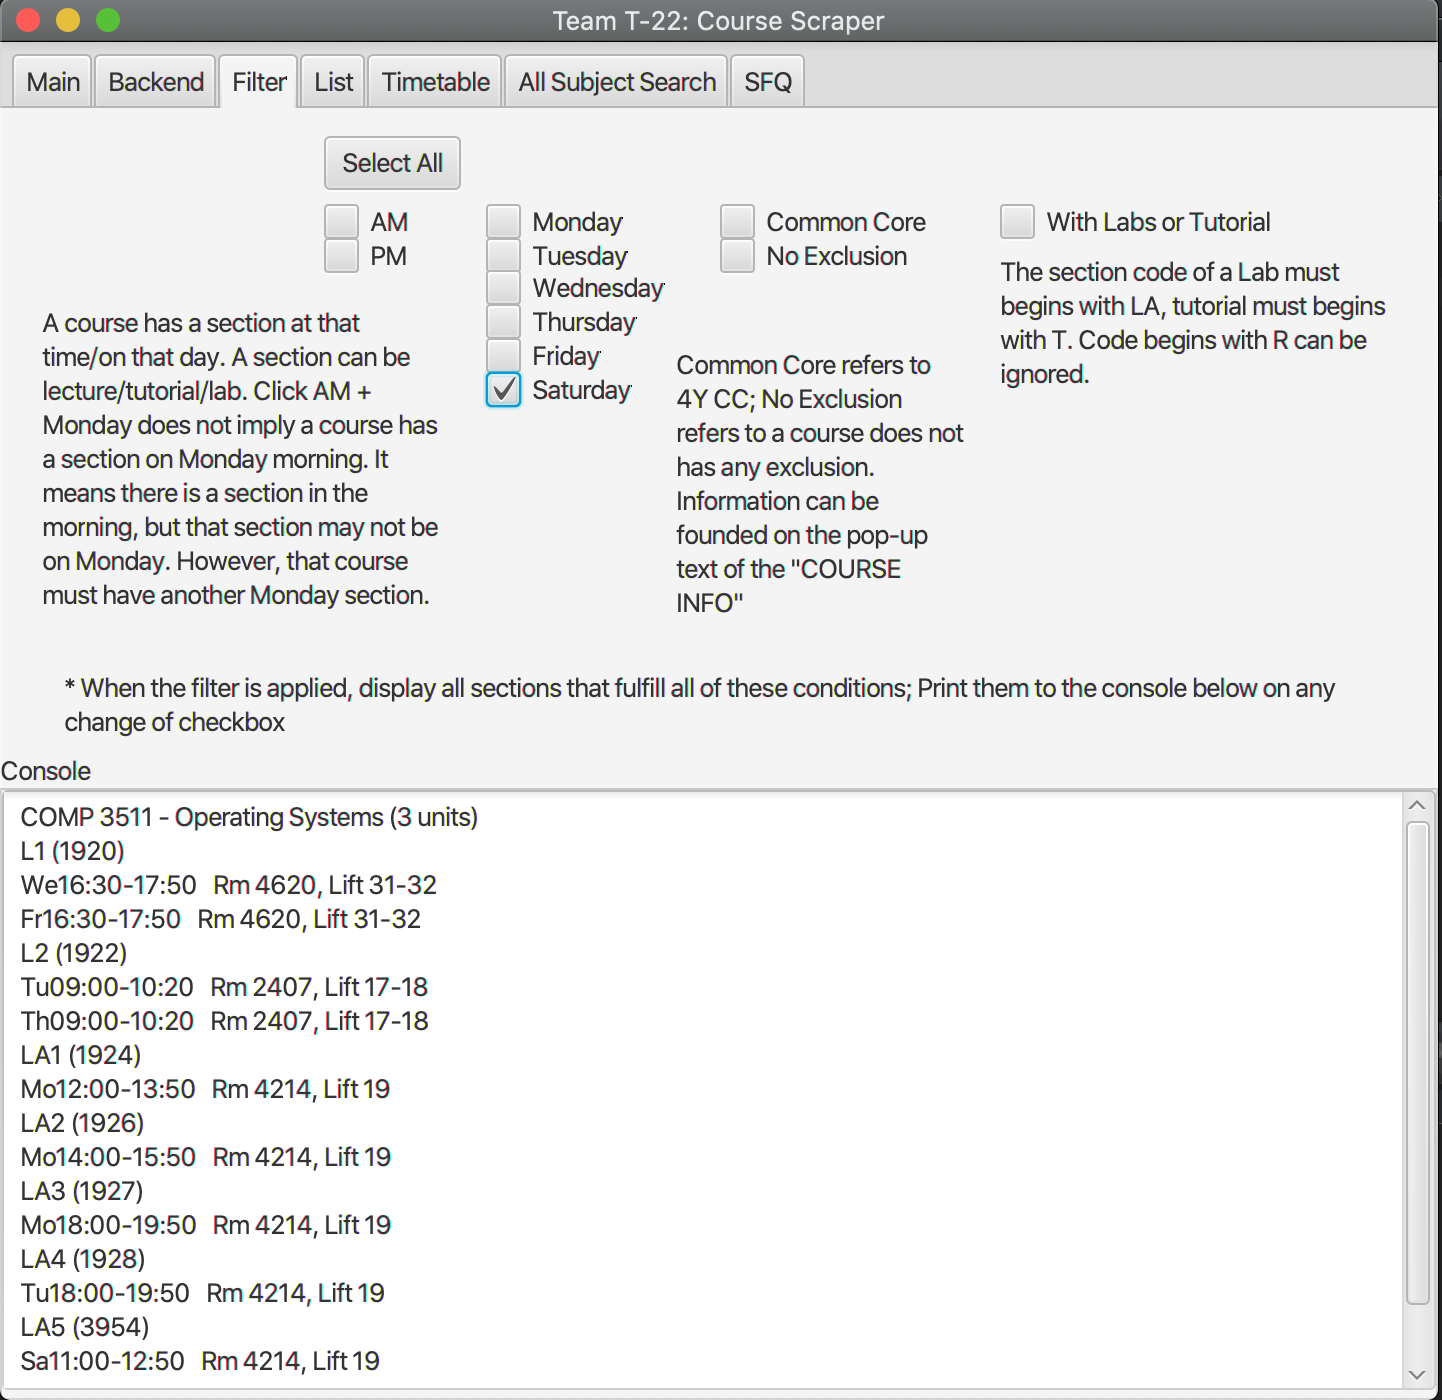 Team T-22: Course Scraper
Main Backend Filter List Timetable All Subject Search SFQ
Select All
AM
PM
Monday
Tuesday
Wednesday
Thursday
Friday
Saturday
Common Core
No Exclusion
With Labs or Tutorial
A course has a section at that
time/on that day. A section can be
lecture/tutorial/lab. Click AM +
Monday does not imply a course has
a section on Monday morning. It
means there is a section in the
morning, but that section may not be
on Monday. However, that course
must have another Monday section.
Common Core refers to
4Y CC; No Exclusion
refers to a course does not
has any exclusion.
Information can be
founded on the pop-up
text of the "COURSE
INFO"
The section code of a Lab must
begins with LA, tutorial must begins
with T. Code begins with R can be
ignored.
* When the filter is applied, display all sections that fulfill all of these conditions; Print them to the console below on any
change of checkbox
Console
COMP 3511 - Operating Systems (3 units)
L1 (1920)
We16:30-17:50 Rm 4620, Lift 31-32
Fr16:30-17:50 Rm 4620, Lift 31-32
L2 (1922)
Tu09:00-10:20 Rm 2407, Lift 17-18
Th09:00-10:20 Rm 2407, Lift 17-18
LA1 (1924)
Mo12:00-13:50 Rm 4214, Lift 19
LA2 (1926)
Mo14:00-15:50 Rm 4214, Lift 19
LA3 (1927)
Mo18:00-19:50 Rm 4214, Lift 19
LA4 (1928)
Tu18:00-19:50 Rm 4214, Lift 19
LA5 (3954)
Sa11:00-12:50 Rm 4214, Lift 19